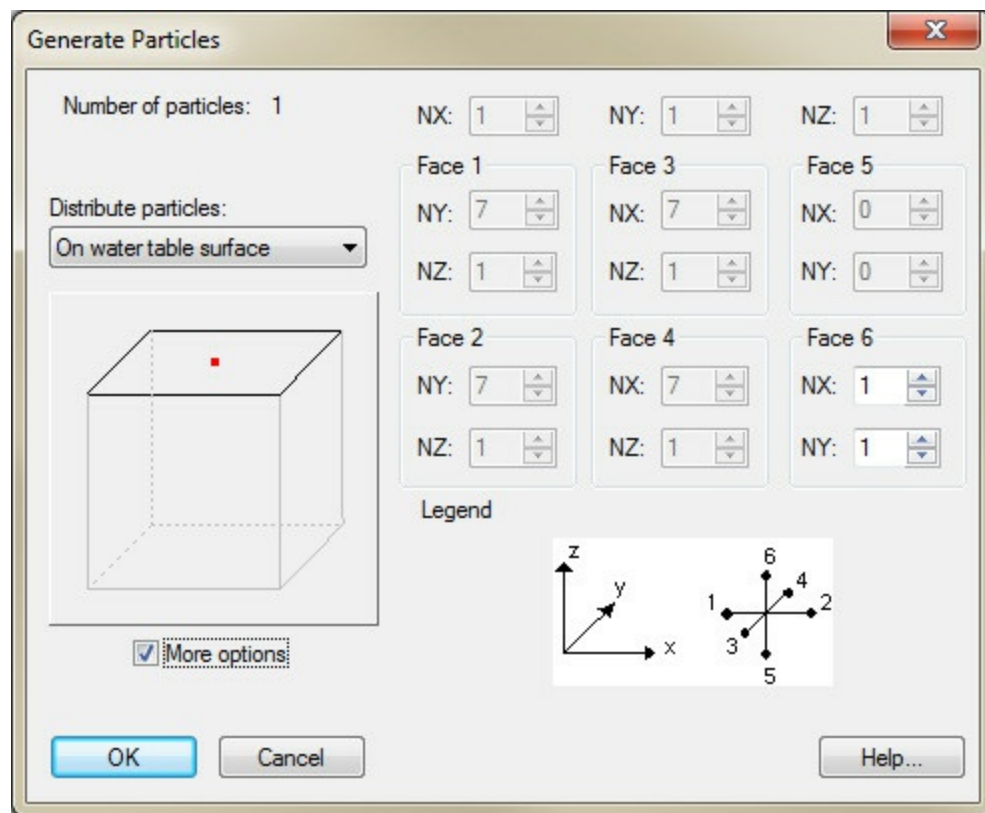 Generate Particles
Number of particles: 1
NX: 1 NY: 1 NZ: 1
Distribute particles:
On water table surface
Face 1
NY: 7
NZ: 1
Face 3
NX: 7
NZ: 1
Face 5
NX: 0
NY: 0
Face 2
NY: 7
NZ: 1
Face 4
NX: 7
NZ: 1
Face 6
NX: 1
NY: 1
More options
Legend
z
y
x
6
4
1
2
3
5
OK
Cancel
Help...